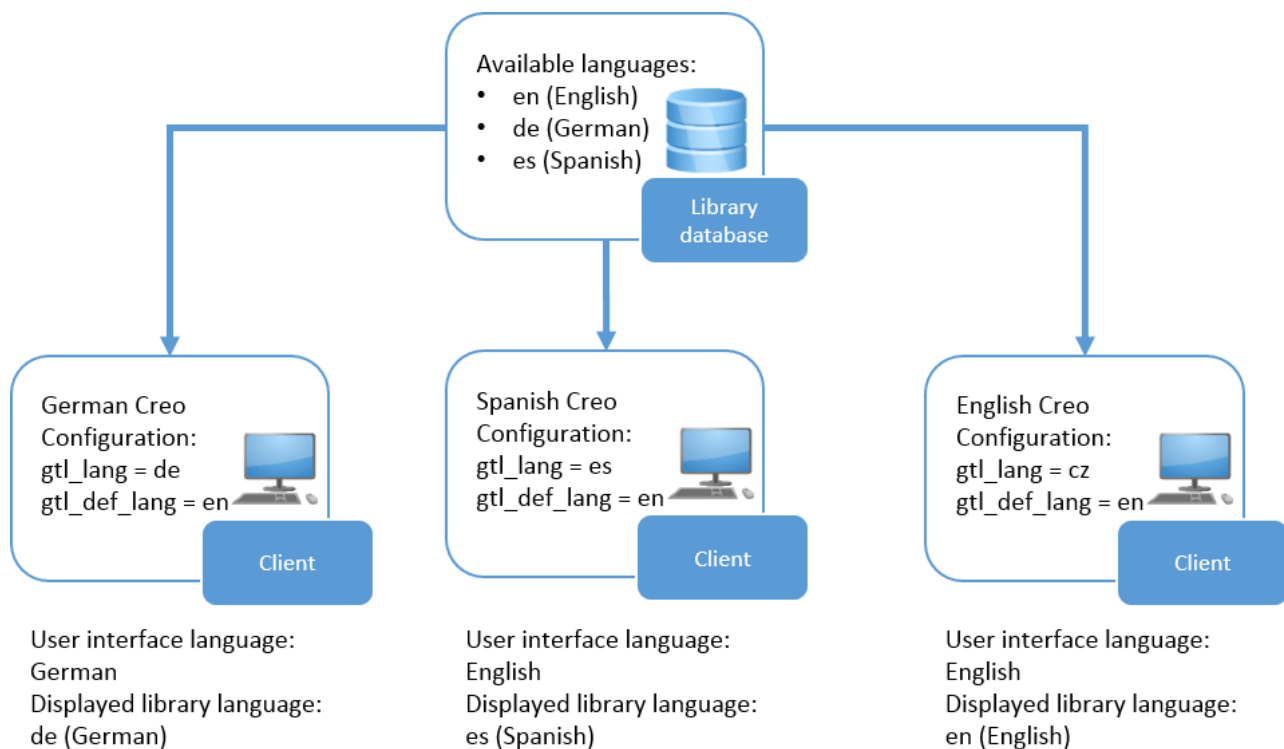 Available languages:
• en (English)
• de (German)
• es (Spanish)
Library
database
German Creo
Configuration:
gtl_lang = de
gtl_def_lang = en
Client
User interface language:
German
Displayed library language:
de (German)
Spanish Creo
Configuration:
gtl_lang = es
gtl_def_lang = en
Client
User interface language:
English
Displayed library language:
es (Spanish)
English Creo
Configuration:
gtl_lang = cz
gtl_def_lang = en
Client
User interface language:
English
Displayed library language:
en (English)